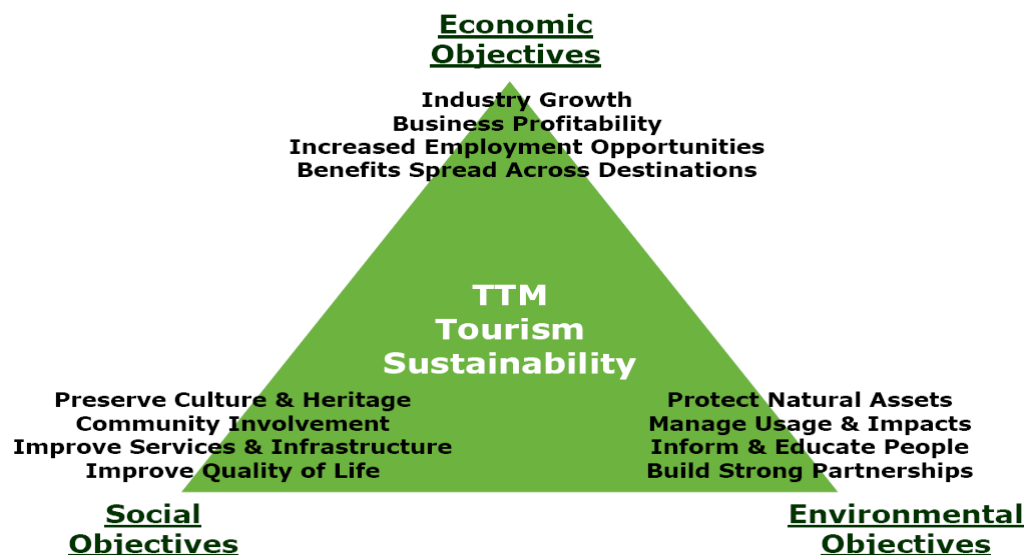 Economic
Objectives
Industry Growth
Business Profitability
Increased Employment Opportunities
Benefits Spread Across Destinations
TTM
Tourism
Sustainability
Preserve Culture & Heritage
Community Involvement
Improve Services & Infrastructure
Improve Quality of Life
Social
Objectives
Protect Natural Assets
Manage Usage & Impacts
Inform & Educate People
Build Strong Partnerships
Environmental
Objectives